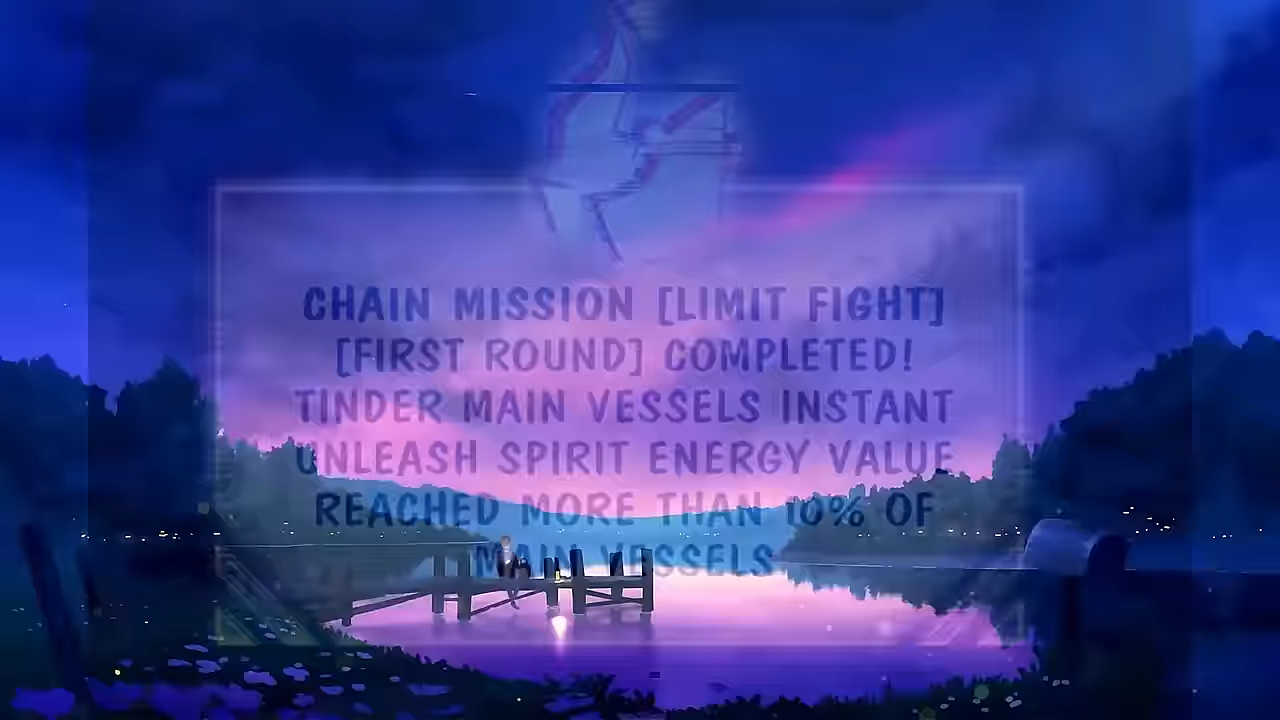 CHAIN MISSION [LIMIT FIGHT]
[FIRST ROUND] COMPLETED!
TINDER MAIN VESSELS INSTANT
UNLEASH SPIRIT ENERGY VALUE
REACHED MORE THAN 10% OF
MAIN VESSELS